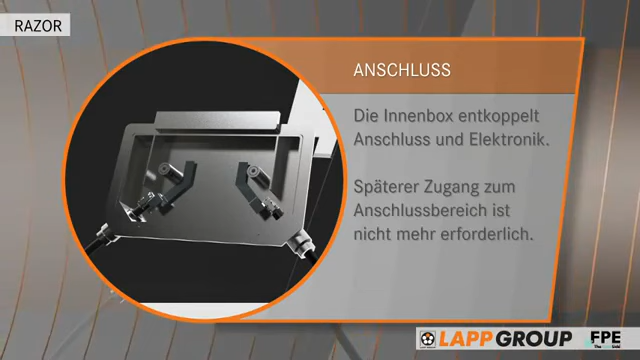 RAZOR
ANSCHLUSS
Die Innenbox entkoppelt
Anschluss und Elektronik.
Späterer Zugang zum
Anschlussbereich ist
nicht mehr erforderlich.
LAPP GROUP
FPE